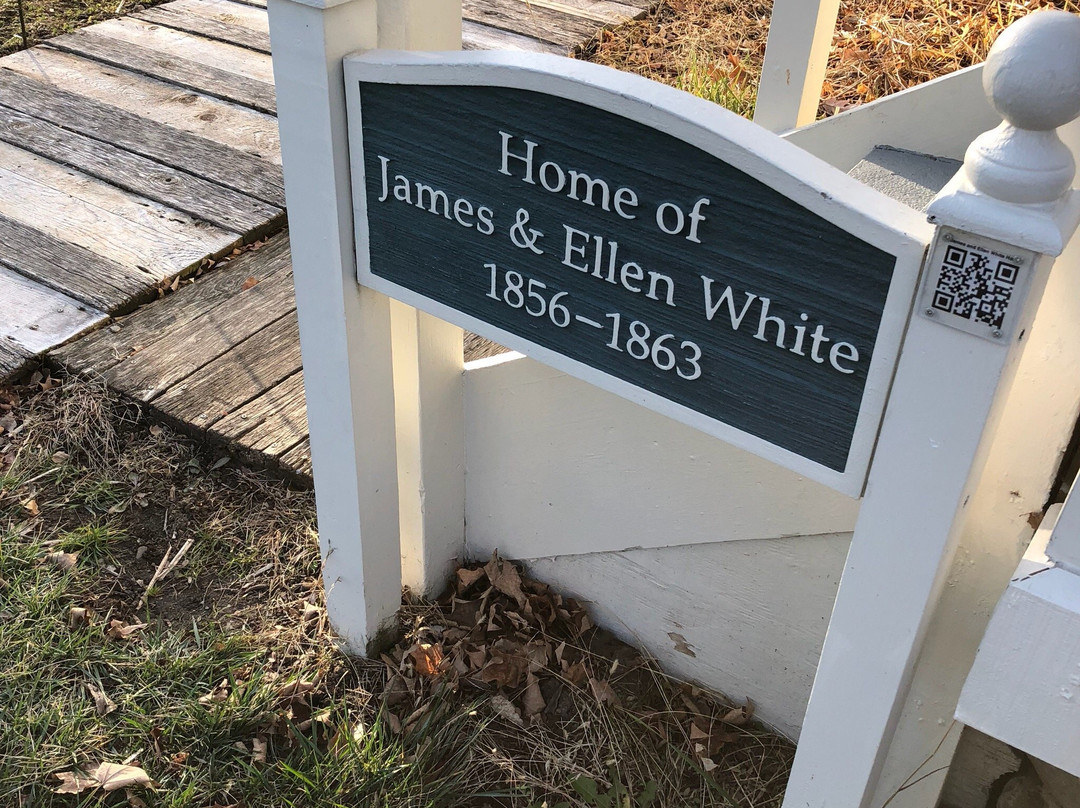 Home of
James & Ellen White
1856–1863